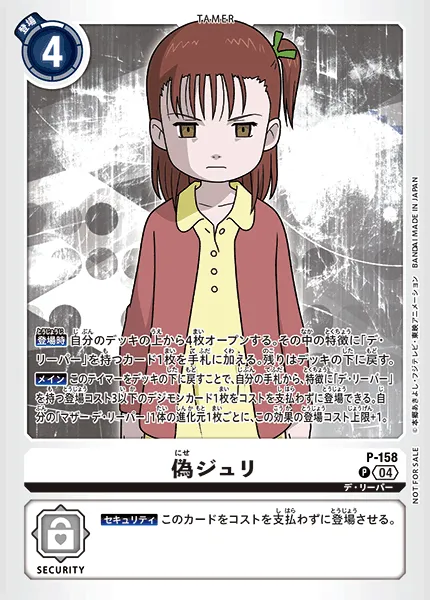 TAMER
登場
4
登場時 自分のデッキの上から4枚オープンする。その中の特徴に「デ・
リーパー」を持つカード1枚を手札に加える。残りはデッキの下に戻す。
メイン このテイマーをデッキの下に戻すことで、自分の手札から、特徴に「デ・リーパー」
を持つ登場コスト3以下のデジモンカード1枚をコストを支払わずに登場できる。自
分の「マザーデ・リーパー」1体の進化元1枚ごとに、この効果の登場コスト上限+1。
にせ
偽ジュリ
P-158
P 04
デ・リーパー
セキュリティ このカードをコストを支払わずに登場させる。
SECURITY
©本郷あきよし・フジテレビ・東映アニメーション BANDAI MADE IN JAPAN
NOT FOR SALE